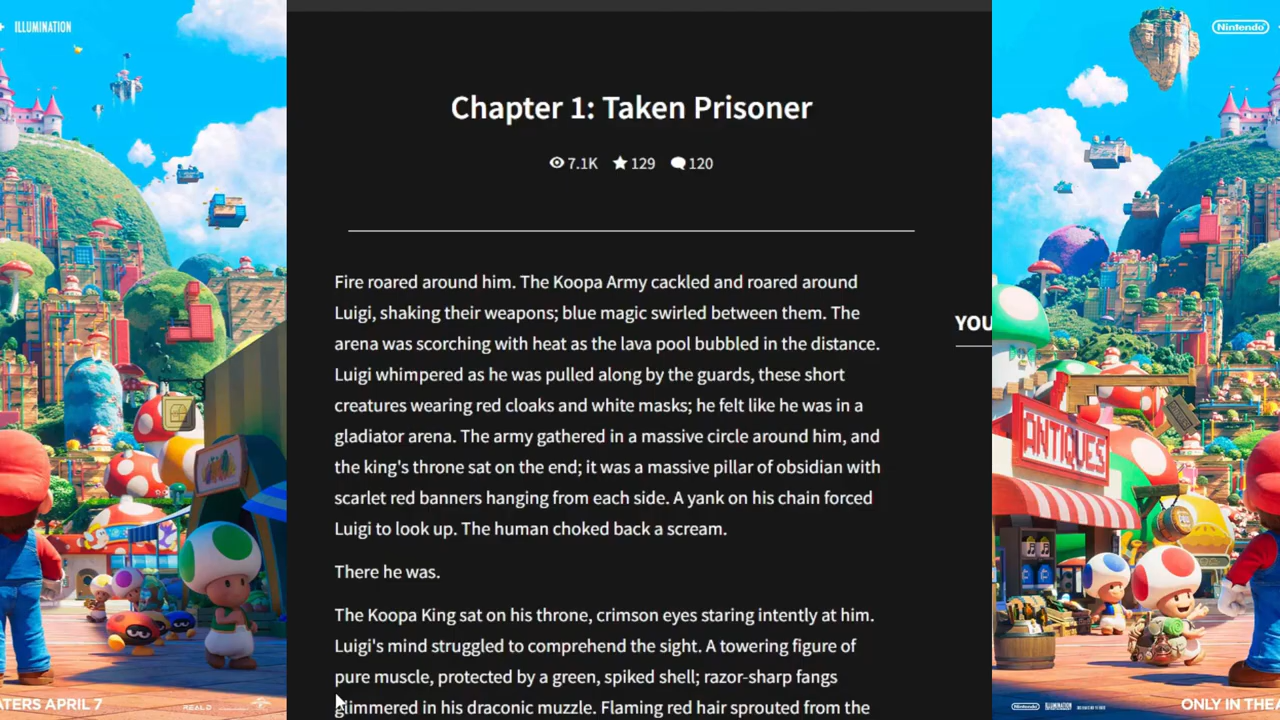 ILLUMINATION
Nintendo
Chapter 1: Taken Prisoner
7.1K 129 120
Fire roared around him. The Koopa Army cackled and roared around
Luigi, shaking their weapons; blue magic swirled between them. The
arena was scorching with heat as the lava pool bubbled in the distance.
Luigi whimpered as he was pulled along by the guards, these short
creatures wearing red cloaks and white masks; he felt like he was in a
gladiator arena. The army gathered in a massive circle around him, and
the king's throne sat on the end; it was a massive pillar of obsidian with
scarlet red banners hanging from each side. A yank on his chain forced
Luigi to look up. The human choked back a scream.
There he was.
The Koopa King sat on his throne, crimson eyes staring intently at him.
Luigi's mind struggled to comprehend the sight. A towering figure of
pure muscle, protected by a green, spiked shell; razor-sharp fangs
glimmered in his draconic muzzle. Flaming red hair sprouted from the
YOU
ANTIQUES
ATERS APRIL 7
REALD
Nintendo
ILLUMINATION
ONLY IN THEA